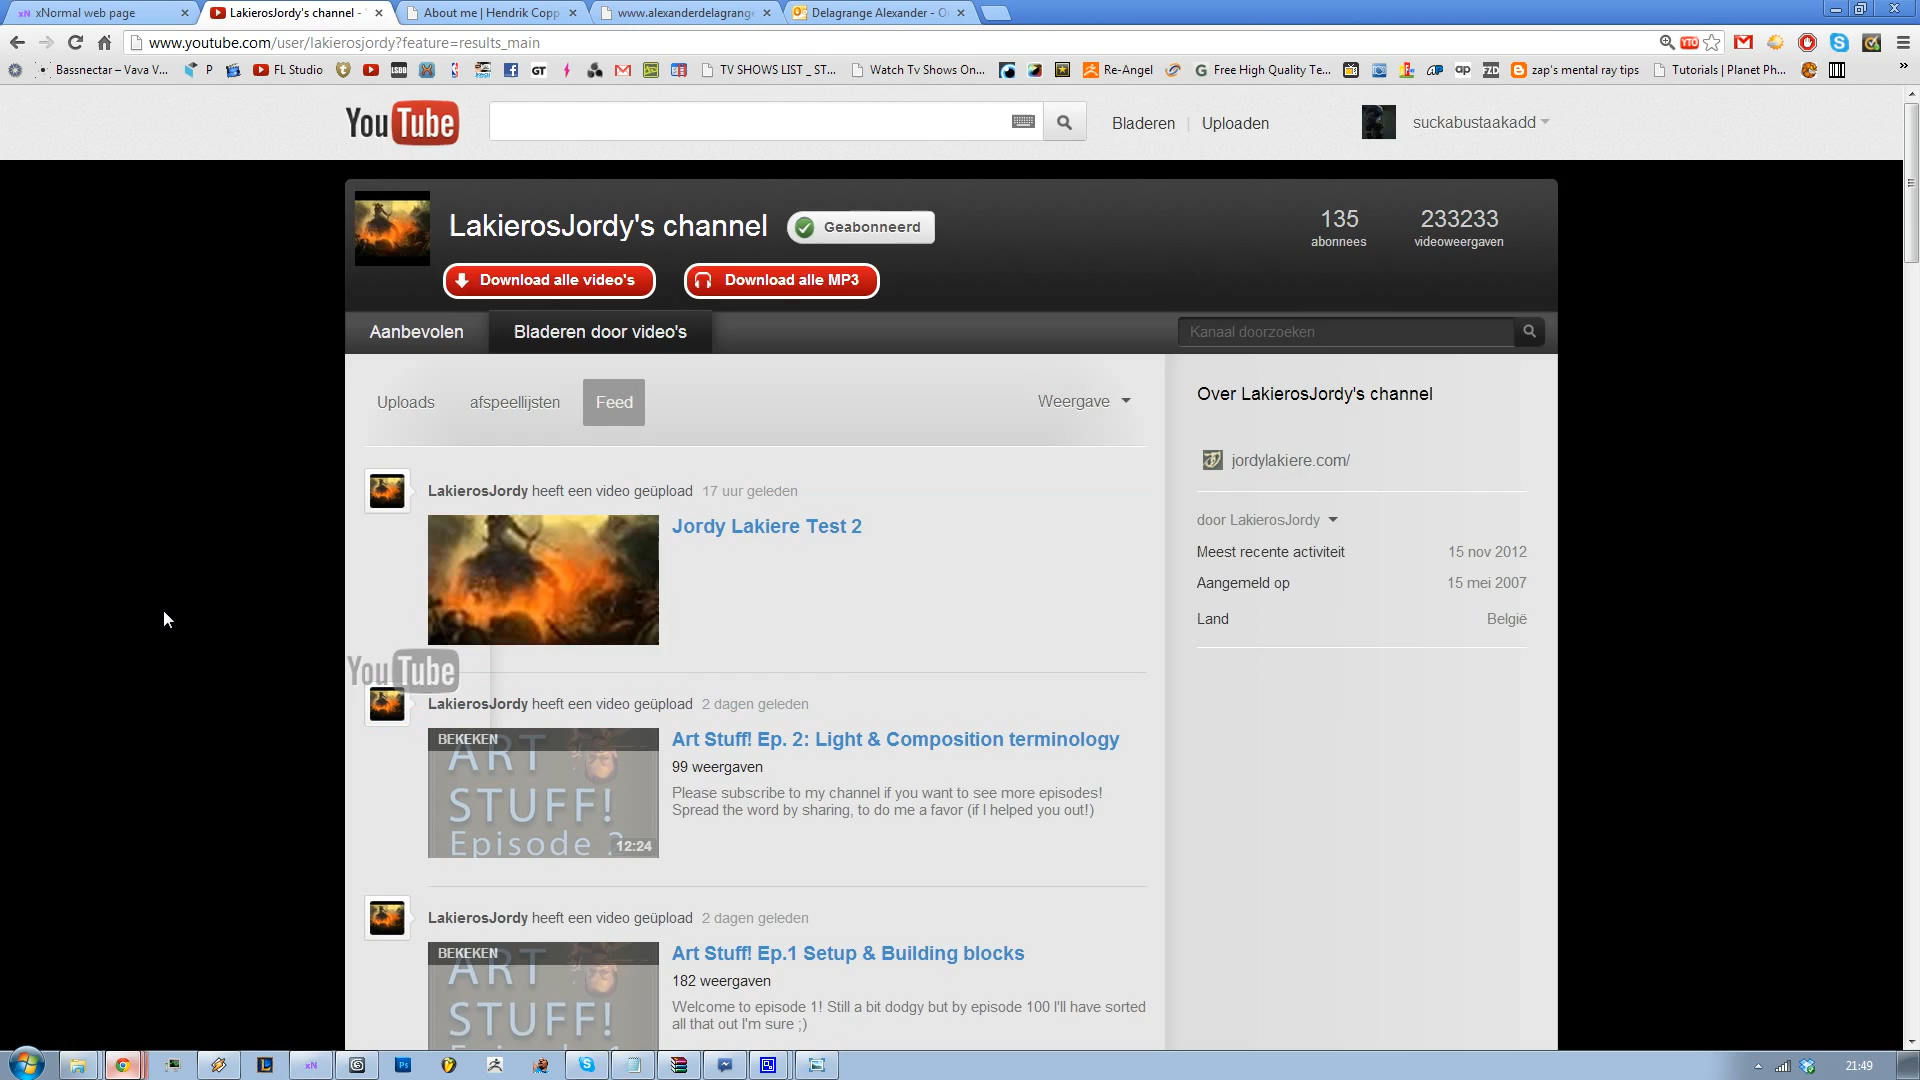 xNormal web page
LakierosJordy's channel -
About me | Hendrik Copp
www.alexanderdelagrange
Delagrange Alexander - O
www.youtube.com/user/lakierosjordy?feature=results_main
YTO
Bassnectar – Vava V...
P
FL Studio
GT
TV SHOWS LIST _ ST...
Watch Tv Shows On...
Re-Angel
Free High Quality Te...
ap
FZD
zap's mental ray tips
Tutorials | Planet Ph...
YouTube
Bladeren
Uploaden
suckabustaakadd
LakierosJordy's channel
Geabonneerd
135
abonnees
233233
videoweergaven
Download alle video's
Download alle MP3
Aanbevolen
Bladeren door video's
Kanaal doorzoeken
Uploads
afspeellijsten
Feed
Weergave
LakierosJordy heeft een video geüpload 17 uur geleden
Jordy Lakiere Test 2
YouTube
LakierosJordy heeft een video geüpload 2 dagen geleden
BEKEKEN
ART
STUFF!
Episode 2
12:24
Art Stuff! Ep. 2: Light & Composition terminology
99 weergaven
Please subscribe to my channel if you want to see more episodes!
Spread the word by sharing, to do me a favor (if I helped you out!)
LakierosJordy heeft een video geüpload 2 dagen geleden
BEKEKEN
ART
STUFF!
Art Stuff! Ep.1 Setup & Building blocks
182 weergaven
Welcome to episode 1! Still a bit dodgy but by episode 100 I'll have sorted
all that out I'm sure ;)
Over LakierosJordy's channel
jordylakiere.com/
door LakierosJordy
Meest recente activiteit
15 nov 2012
Aangemeld op
15 mei 2007
Land
België
xN
Ps
21:49